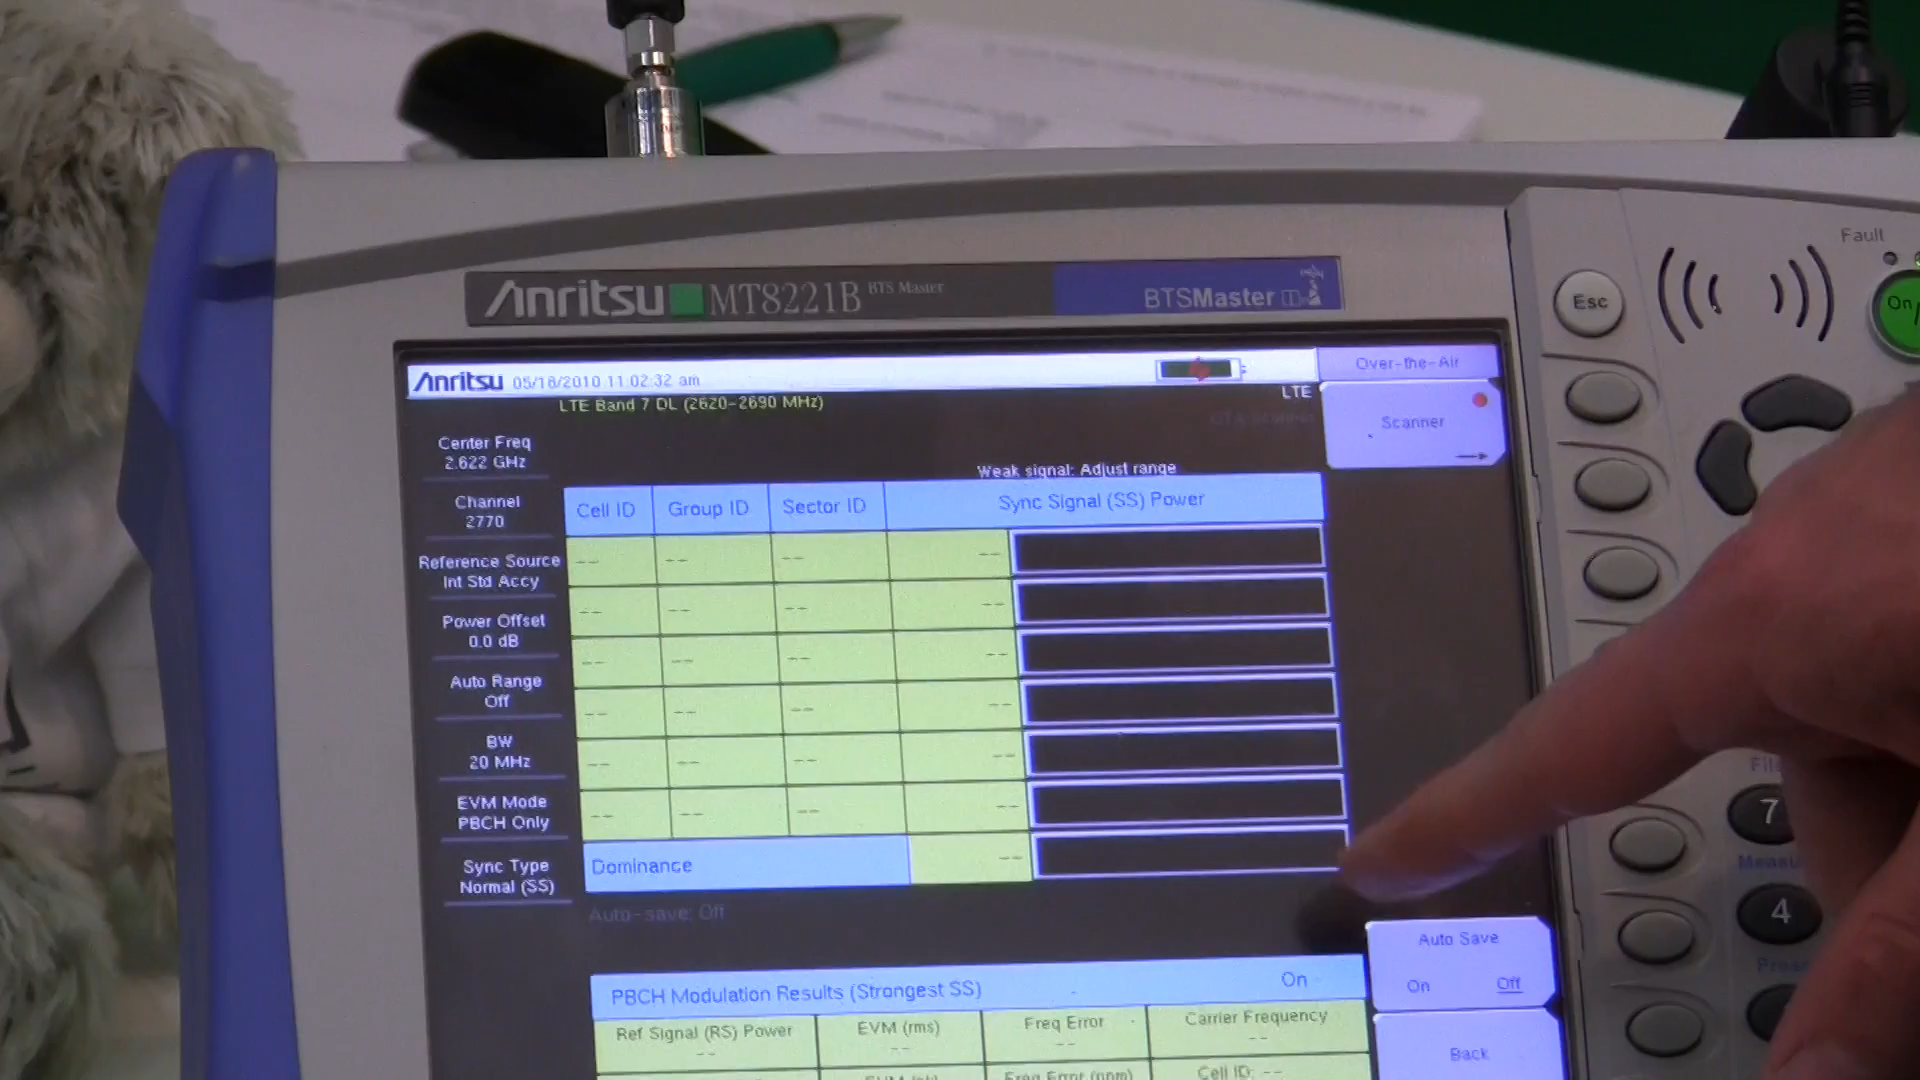 Anritsu MT8221B BTS Master BTSMaster
Fault
Esc
On
Anritsu 05/18/2010 11:02:32 am
Over-the-Air
LTE Band 7 DL (2620-2690 MHz)
LTE
Scanner
Center Freq
2.622 GHz
Weak signal: Adjust range
Channel
2770
Cell ID Group ID Sector ID Sync Signal (SS) Power
-- -- -- --
Reference Source
Int Std Accy
-- -- -- --
Power Offset
0.0 dB
-- -- -- --
Auto Range
Off
-- -- -- --
BW
20 MHz
-- -- -- --
EVM Mode
PBCH Only
-- -- -- --
Sync Type
Normal (SS)
Dominance --
Auto-save: Off
Auto Save
On Off
PBCH Modulation Results (Strongest SS) On
Ref Signal (RS) Power EVM (rms) Freq Error Carrier Frequency
-- -- -- --
Freq Error (ppm) Cell ID: --
Back
7
4